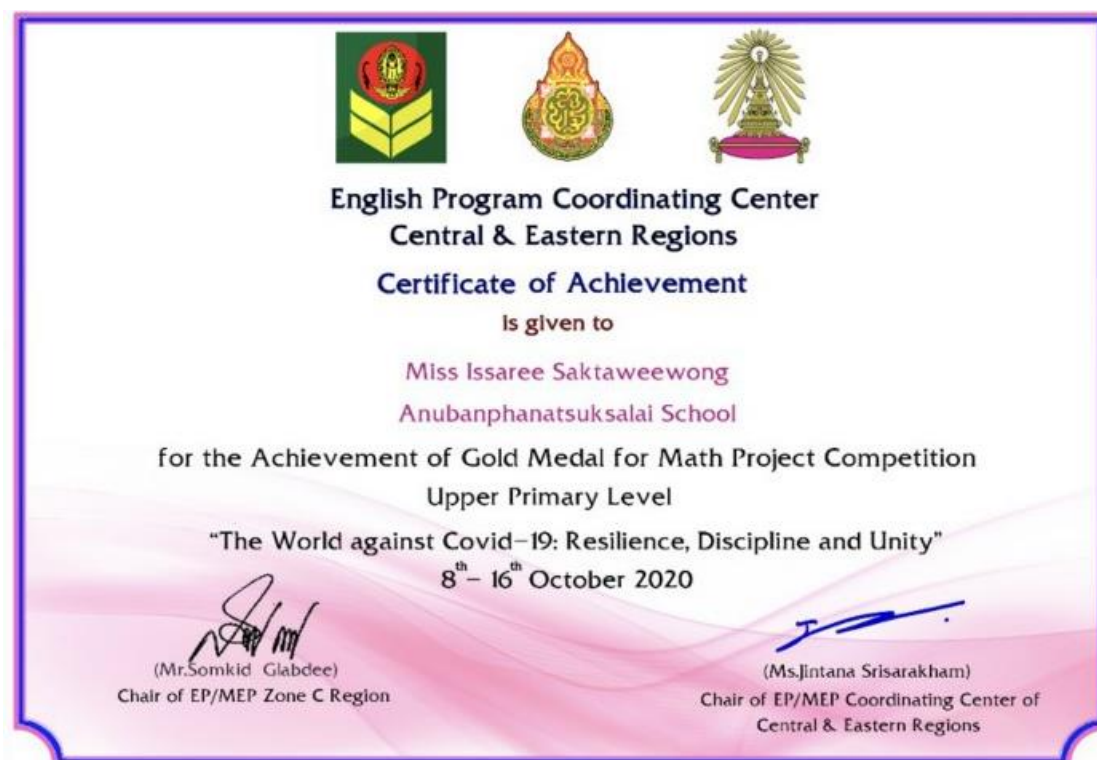 English Program Coordinating Center
Central & Eastern Regions
Certificate of Achievement
is given to
Miss Issaree Saktaweewong
Anubanphanatsuksalai School
for the Achievement of Gold Medal for Math Project Competition
Upper Primary Level
“The World against Covid-19: Resilience, Discipline and Unity”
8th- 16th October 2020
(Mr.Somkid Glabdee)
Chair of EP/MEP Zone C Region
(Ms.Jintana Srisarakham)
Chair of EP/MEP Coordinating Center of
Central & Eastern Regions